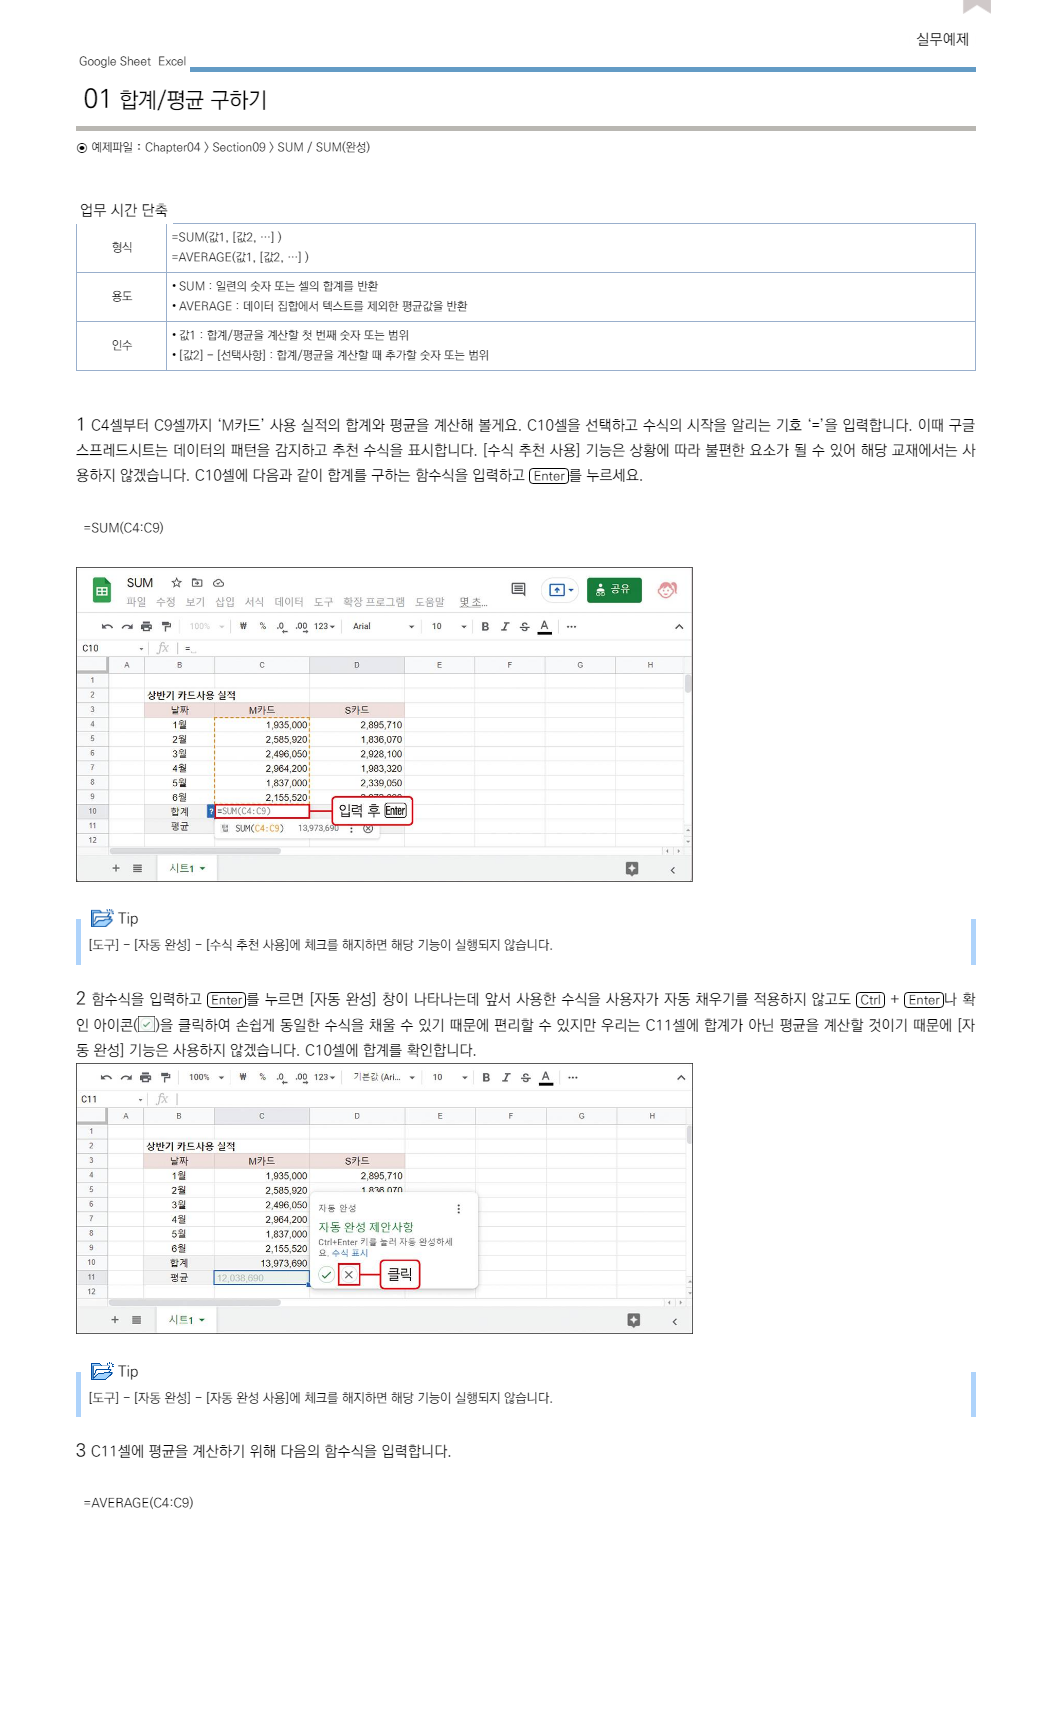 실무예제
Google Sheet Excel
01 합계/평균 구하기
예제파일 : Chapter04 > Section09 > SUM / SUM(완성)
업무 시간 단축
형식
=SUM(값1, [값2, …] )
=AVERAGE(값1, [값2, …] )
용도
• SUM : 일련의 숫자 또는 셀의 합계를 반환
• AVERAGE : 데이터 집합에서 텍스트를 제외한 평균값을 반환
인수
• 값1 : 합계/평균을 계산할 첫 번째 숫자 또는 범위
• [값2] - [선택사항] : 합계/평균을 계산할 때 추가할 숫자 또는 범위
1 C4셀부터 C9셀까지 ‘M카드’ 사용 실적의 합계와 평균을 계산해 볼게요. C10셀을 선택하고 수식의 시작을 알리는 기호 ‘=’을 입력합니다. 이때 구글
스프레드시트는 데이터의 패턴을 감지하고 추천 수식을 표시합니다. [수식 추천 사용] 기능은 상황에 따라 불편한 요소가 될 수 있어 해당 교재에서는 사
용하지 않겠습니다. C10셀에 다음과 같이 합계를 구하는 함수식을 입력하고 Enter를 누르세요.
=SUM(C4:C9)
SUM
공유
파일 수정 보기 삽입 서식 데이터 도구 확장 프로그램 도움말 몇 초...
100% ₩ % .0 .00 123 Arial 10 B I S A ...
C10 fx =
A B C D E F G H
1
2 상반기 카드사용 실적
3 날짜 M카드 S카드
4 1월 1,935,000 2,895,710
5 2월 2,585,920 1,836,070
6 3월 2,496,050 2,928,100
7 4월 2,964,200 1,983,320
8 5월 1,837,000 2,339,050
9 6월 2,155,520
10 합계 ? =SUM(C4:C9) 입력 후 Enter
11 평균 탭 SUM(C4:C9) 13,973,690
12
시트1
Tip
[도구] - [자동 완성] - [수식 추천 사용]에 체크를 해지하면 해당 기능이 실행되지 않습니다.
2 함수식을 입력하고 Enter를 누르면 [자동 완성] 창이 나타나는데 앞서 사용한 수식을 사용자가 자동 채우기를 적용하지 않고도 Ctrl + Enter나 확
인 아이콘(✓)을 클릭하여 손쉽게 동일한 수식을 채울 수 있기 때문에 편리할 수 있지만 우리는 C11셀에 합계가 아닌 평균을 계산할 것이기 때문에 [자
동 완성] 기능은 사용하지 않겠습니다. C10셀에 합계를 확인합니다.
100% ₩ % .0 .00 123 기본값 (Ari... 10 B I S A ...
C11 fx
A B C D E F G H
1
2 상반기 카드사용 실적
3 날짜 M카드 S카드
4 1월 1,935,000 2,895,710
5 2월 2,585,920 1,836,070
6 3월 2,496,050
7 4월 2,964,200
8 5월 1,837,000
9 6월 2,155,520
10 합계 13,973,690
11 평균 12,038,690
12
자동 완성
자동 완성 제안사항
Ctrl+Enter 키를 눌러 자동 완성하세
요. 수식 표시
클릭
시트1
Tip
[도구] - [자동 완성] - [자동 완성 사용]에 체크를 해지하면 해당 기능이 실행되지 않습니다.
3 C11셀에 평균을 계산하기 위해 다음의 함수식을 입력합니다.
=AVERAGE(C4:C9)